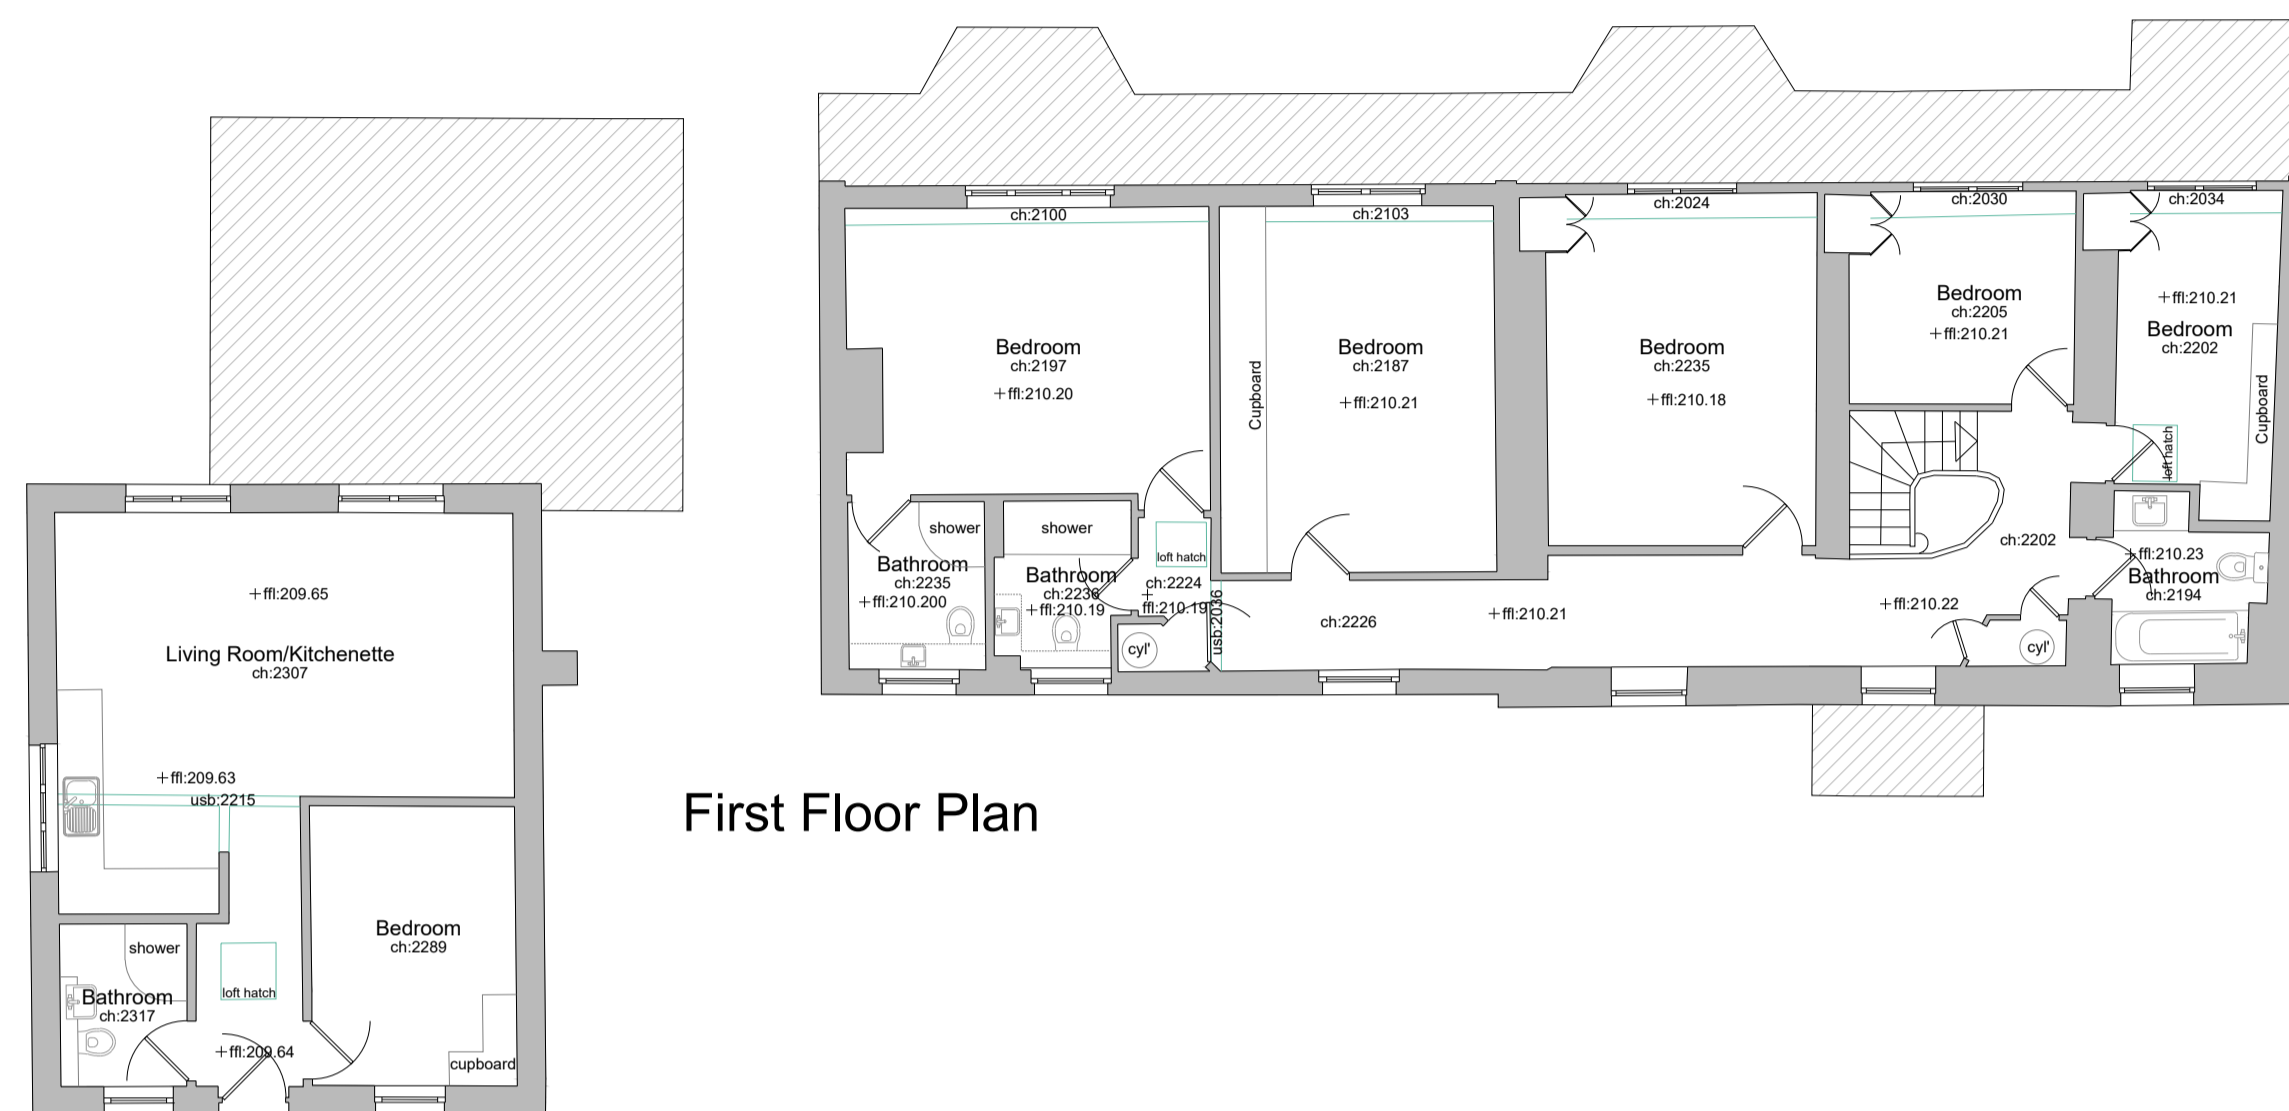 ch:2100
ch:2103
ch:2024
ch:2030
ch:2034
Bedroom
ch:2197
+ffl:210.20
Cupboard
Bedroom
ch:2187
+ffl:210.21
Bedroom
ch:2235
+ffl:210.18
Bedroom
ch:2205
+ffl:210.21
+ffl:210.21
Bedroom
ch:2202
Cupboard
loft hatch
shower
Bathroom
ch:2235
+ffl:210.200
shower
Bathroom
ch:2236
+ffl:210.19
loft hatch
ch:2224
+
ffl:210.19
usb:2036
cyl'
ch:2226
+ffl:210.21
+ffl:210.22
ch:2202
cyl'
+ffl:210.23
Bathroom
ch:2194
+ffl:209.65
Living Room/Kitchenette
ch:2307
+ffl:209.63
usb:2215
First Floor Plan
Bedroom
ch:2289
cupboard
shower
Bathroom
ch:2317
loft hatch
+ffl:209.64